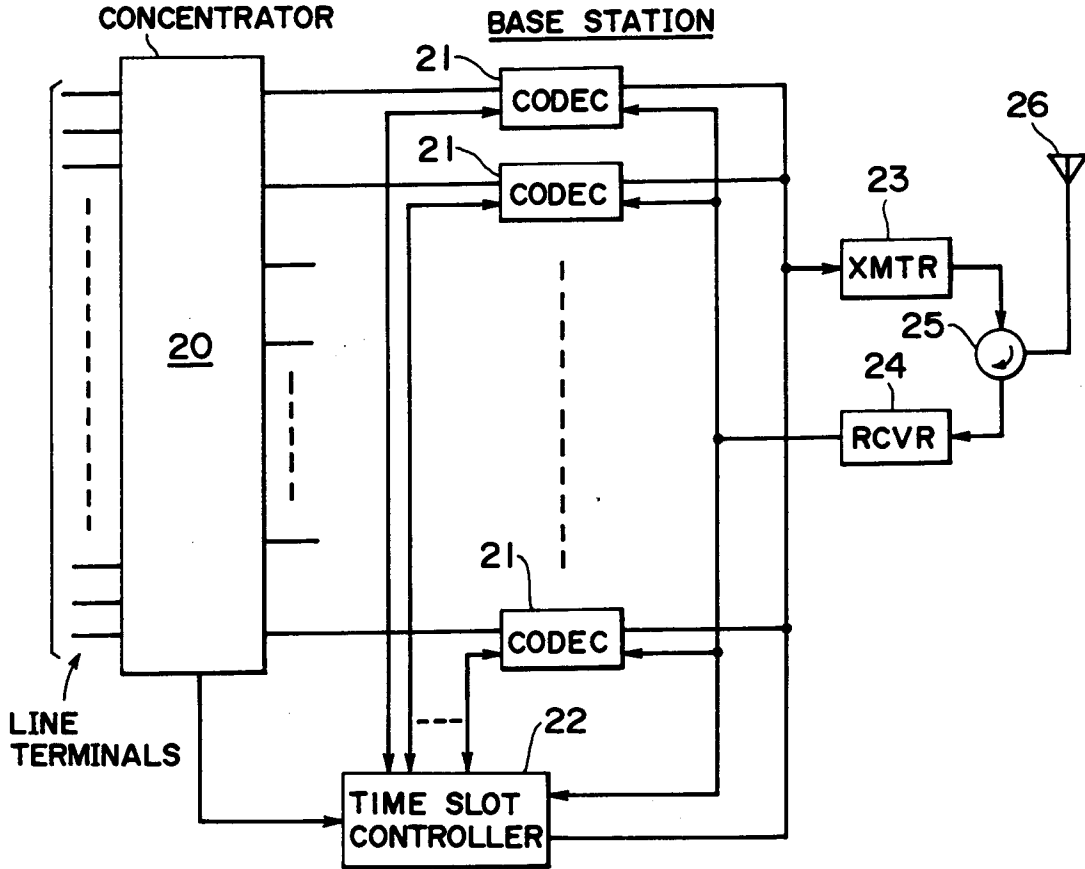 CONCENTRATOR
BASE STATION
21
CODEC
26
21
CODEC
23
XMTR
20
25
24
RCVR
21
CODEC
LINE
TERMINALS
22
TIME SLOT
CONTROLLER